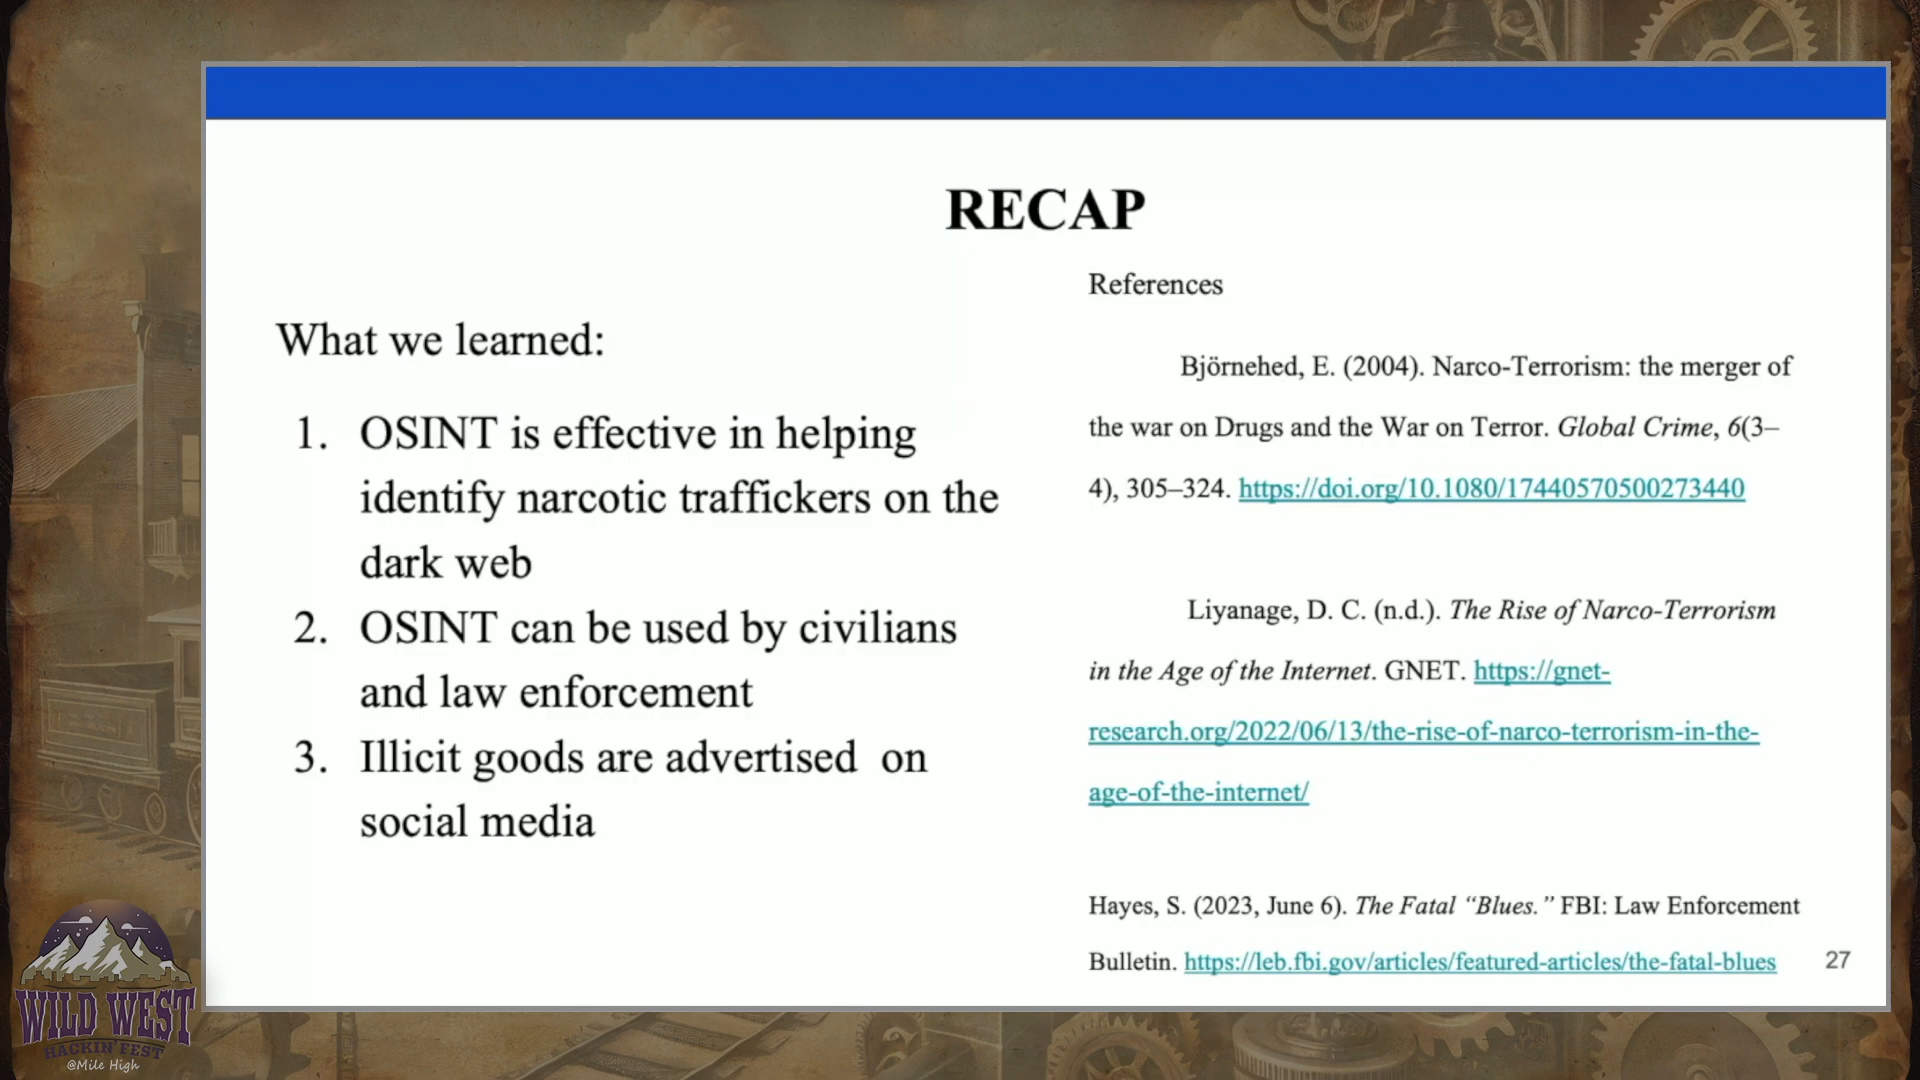 RECAP
What we learned:
1. OSINT is effective in helping
identify narcotic traffickers on the
dark web
2. OSINT can be used by civilians
and law enforcement
3. Illicit goods are advertised  on
social media
References
Björnehed, E. (2004). Narco-Terrorism: the merger of
the war on Drugs and the War on Terror. Global Crime, 6(3–
4), 305–324. https://doi.org/10.1080/17440570500273440
Liyanage, D. C. (n.d.). The Rise of Narco-Terrorism
in the Age of the Internet. GNET. https://gnet-
research.org/2022/06/13/the-rise-of-narco-terrorism-in-the-
age-of-the-internet/
Hayes, S. (2023, June 6). The Fatal “Blues.” FBI: Law Enforcement
Bulletin. https://leb.fbi.gov/articles/featured-articles/the-fatal-blues
27
WILD WEST
HACKIN' FEST
@Mile High